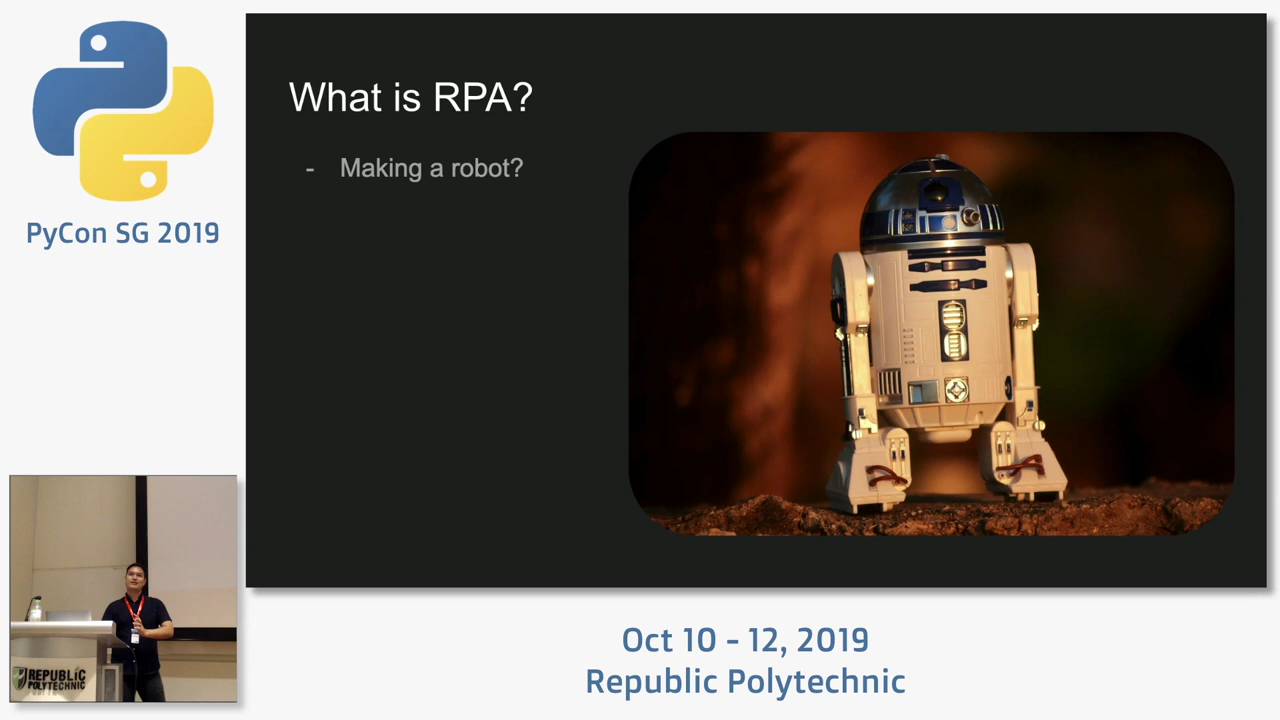 PyCon SG 2019
What is RPA?
- Making a robot?
REPUBLIC
POLYTECHNIC
Oct 10 - 12, 2019
Republic Polytechnic